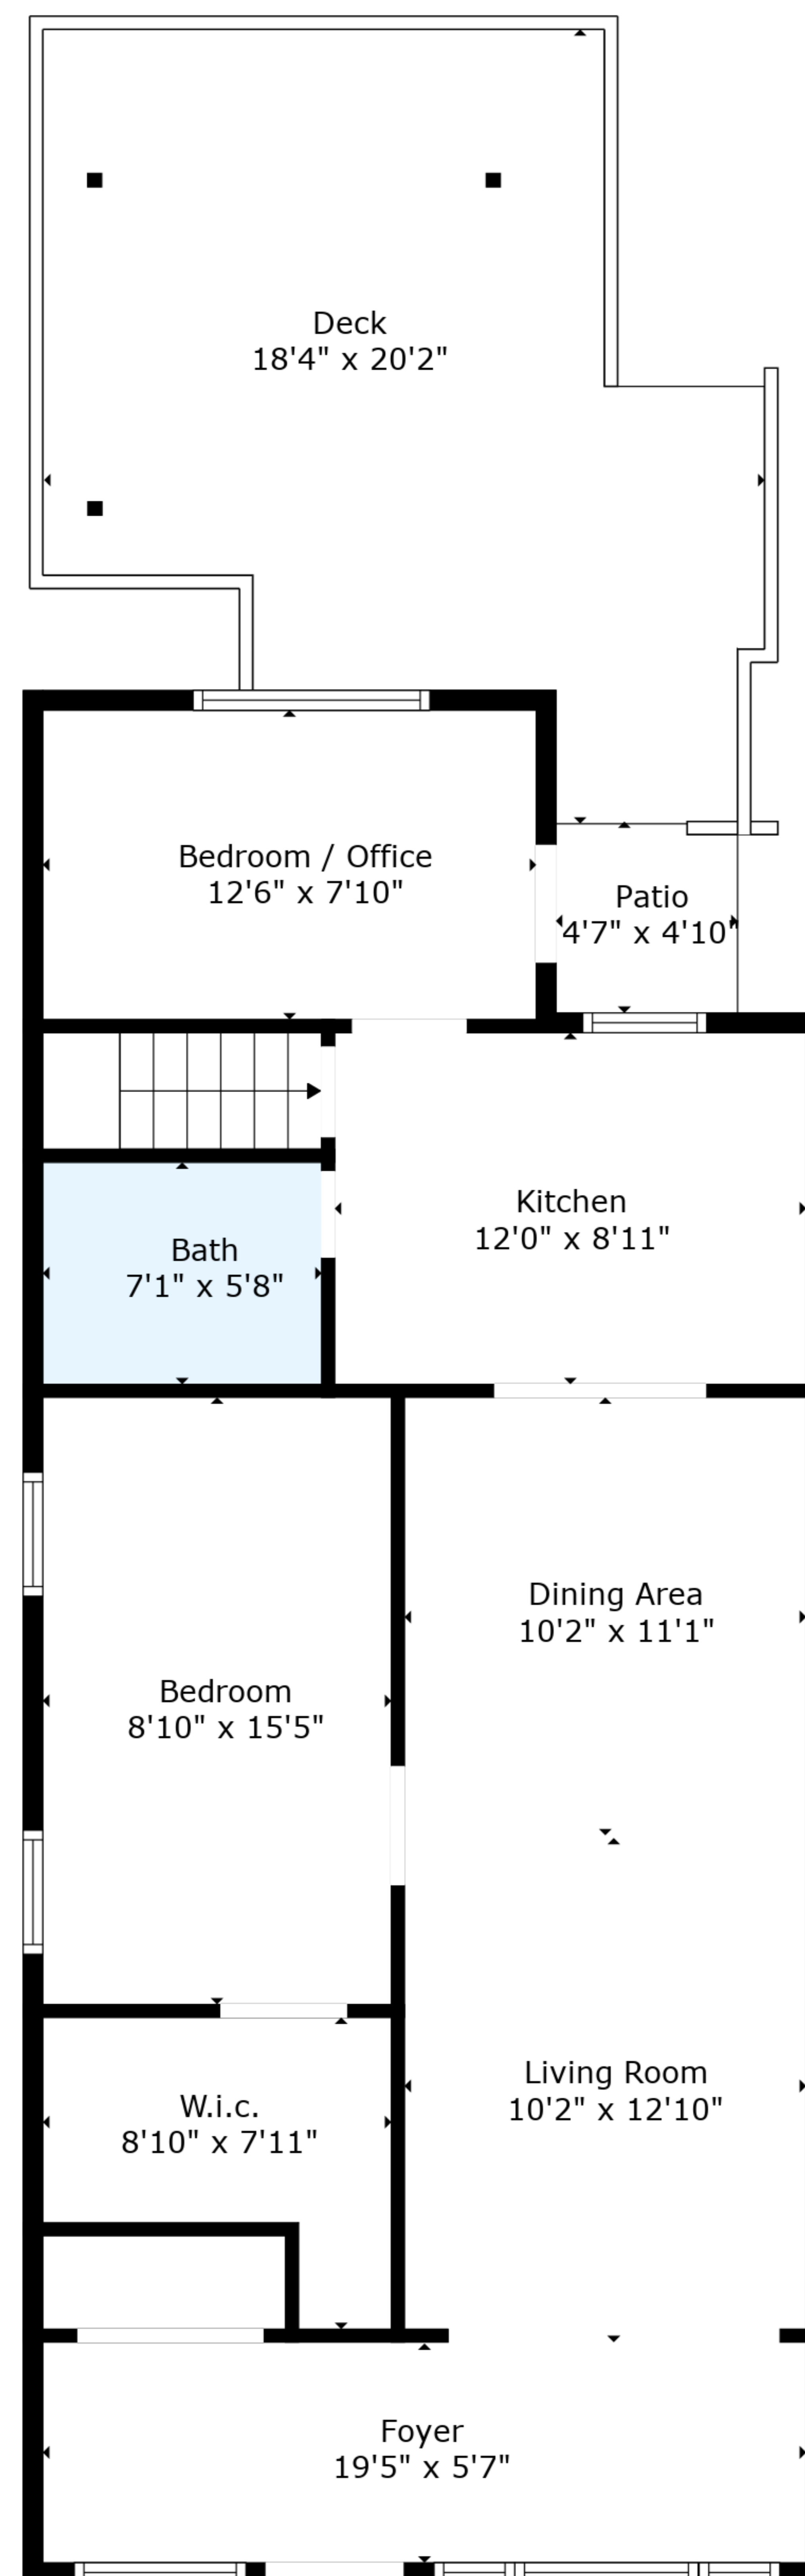 Deck
18'4" x 20'2"
Bedroom / Office
12'6" x 7'10"
Patio
4'7" x 4'10"
Kitchen
12'0" x 8'11"
Bath
7'1" x 5'8"
Dining Area
10'2" x 11'1"
Bedroom
8'10" x 15'5"
Living Room
10'2" x 12'10"
W.i.c.
8'10" x 7'11"
Foyer
19'5" x 5'7"